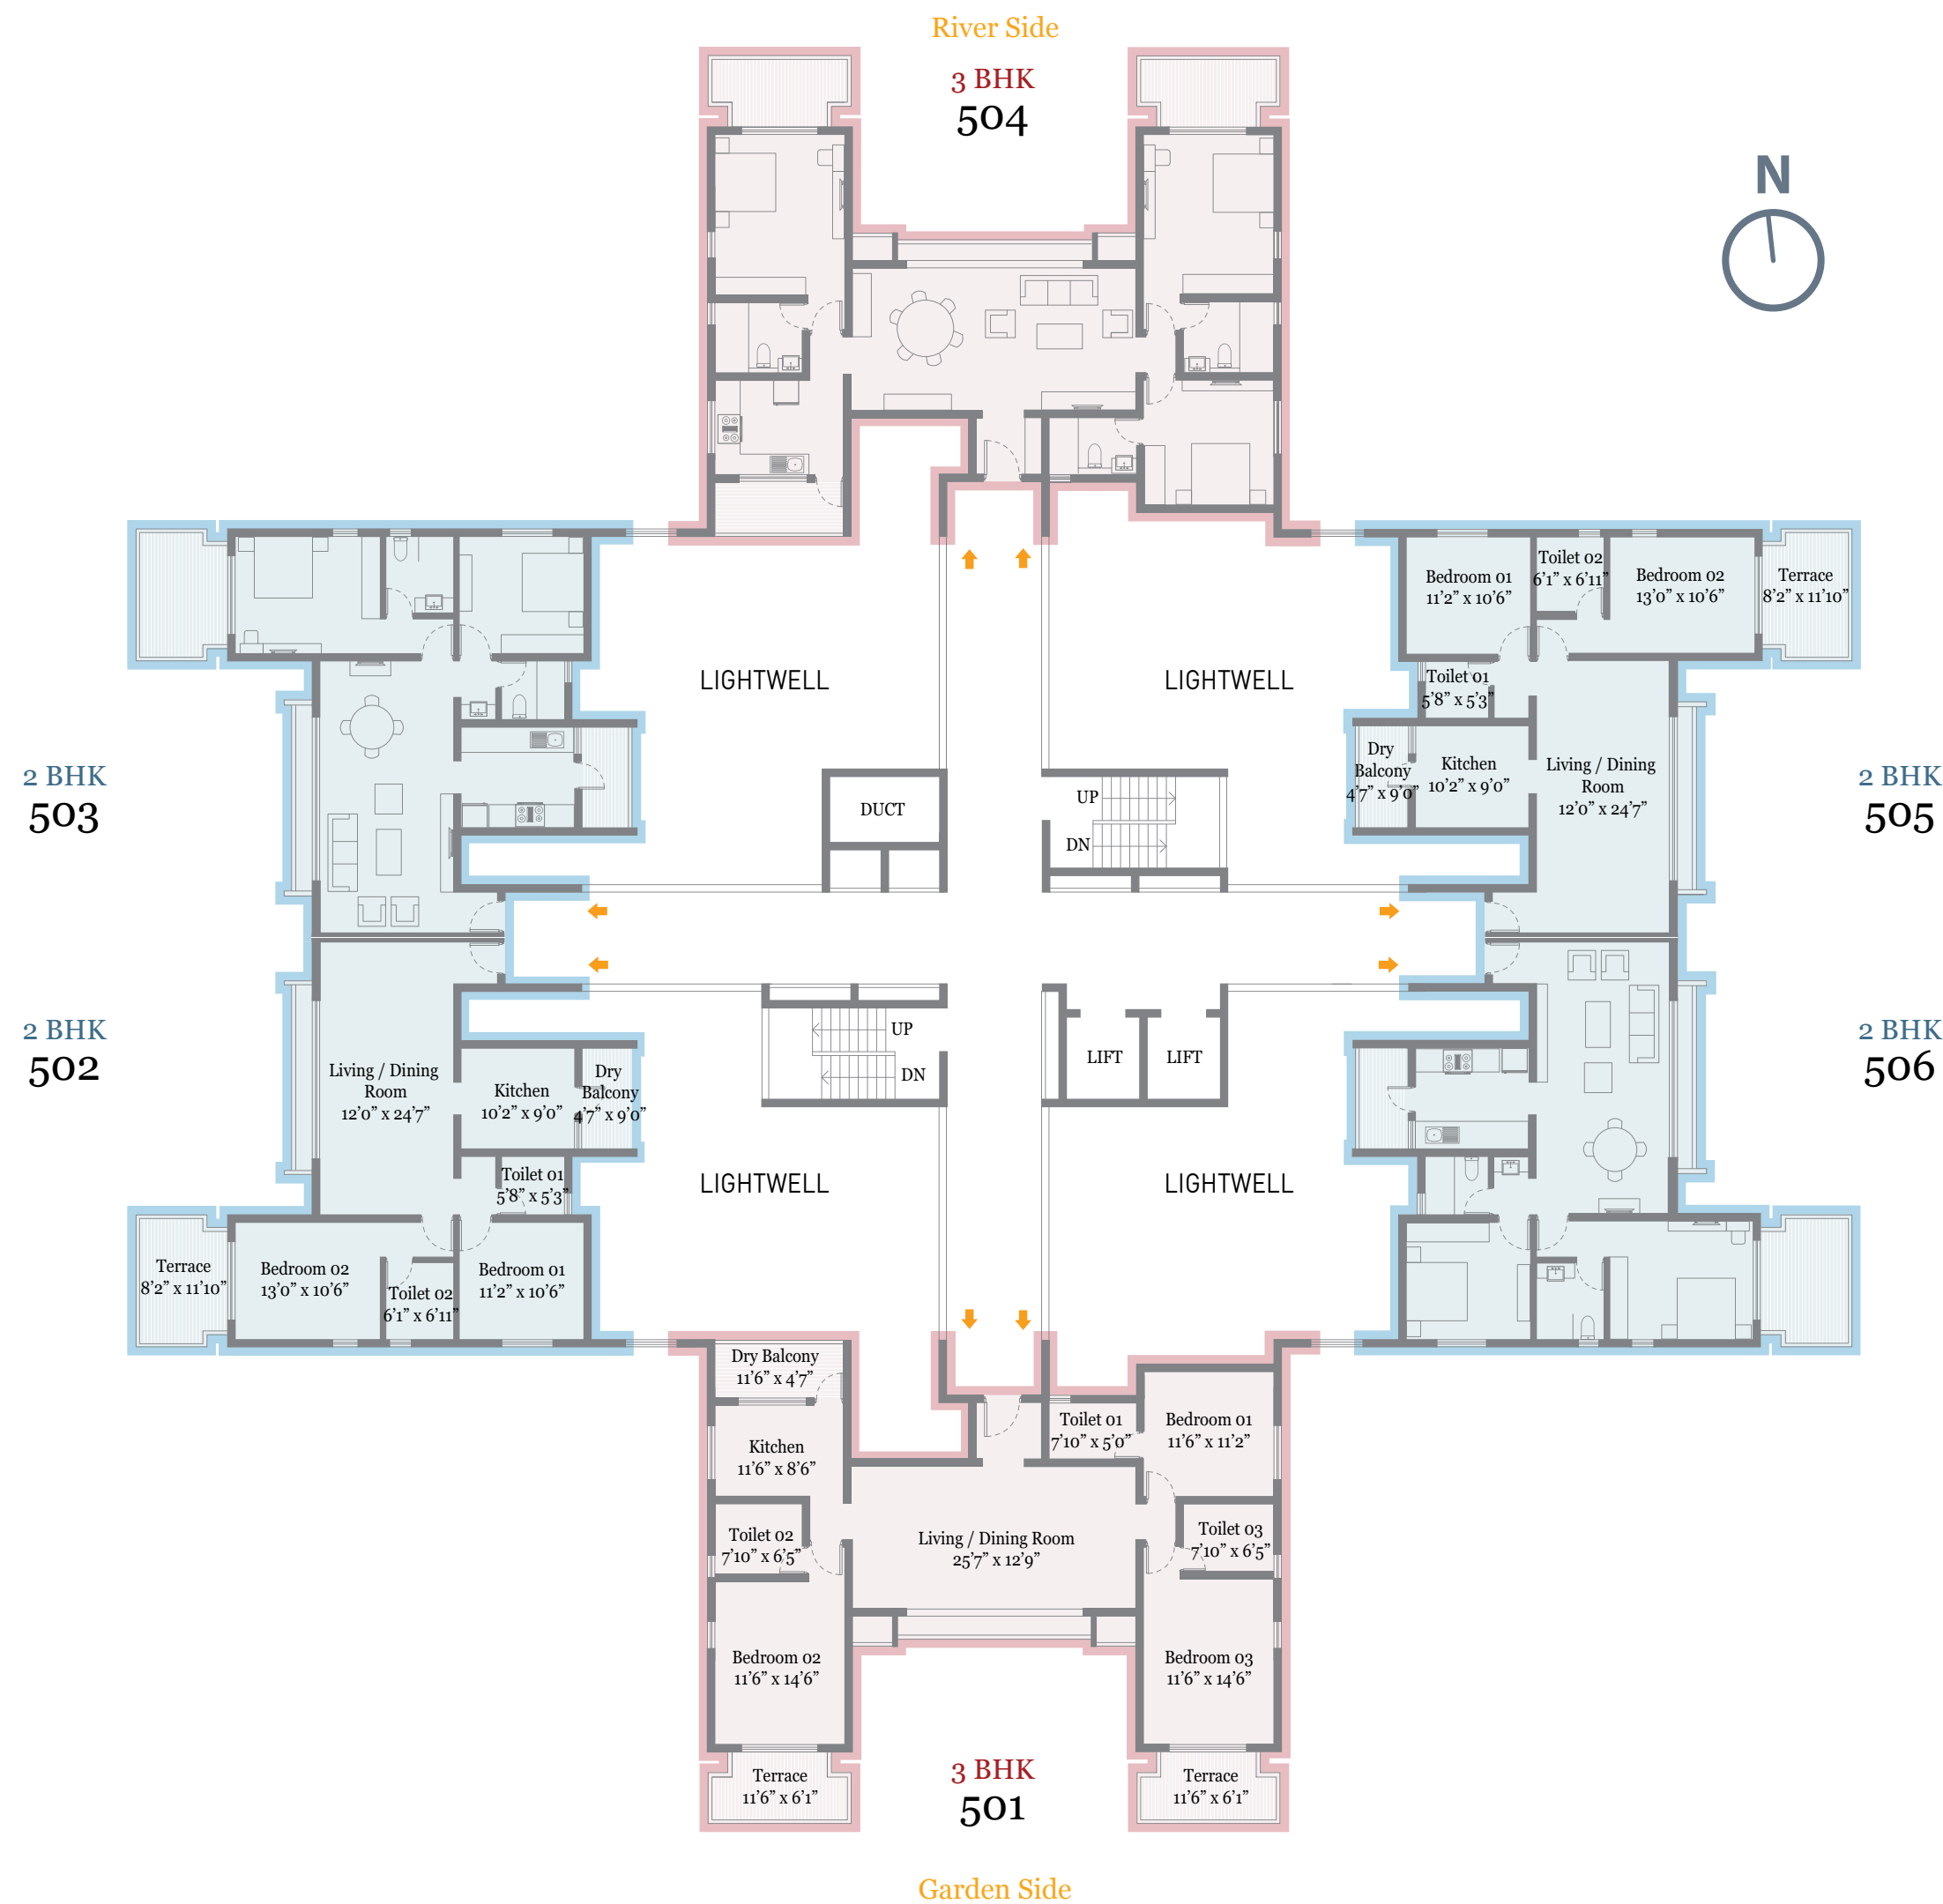 River Side
3 BHK
504
N
Bedroom 01
11'2” x 10'6”
Toilet 02
6'1” x 6'11”
Bedroom 02
13'0” x 10'6”
Terrace
8'2” x 11'10”
LIGHTWELL
LIGHTWELL
Toilet 01
5'8” x 5'3”
2 BHK
503
DUCT
UP
DN
Dry
Balcony
4'7” x 9'0”
Kitchen
10'2” x 9'0”
Living / Dining
Room
12'0” x 24'7”
2 BHK
505
2 BHK
502
Living / Dining
Room
12'0” x 24'7”
Kitchen
10'2” x 9'0”
Dry
Balcony
4'7” x 9'0”
UP
DN
LIFT
LIFT
2 BHK
506
Toilet 01
5'8” x 5'3”
LIGHTWELL
LIGHTWELL
Terrace
8'2” x 11'10”
Bedroom 02
13'0” x 10'6”
Toilet 02
6'1” x 6'11”
Bedroom 01
11'2” x 10'6”
Dry Balcony
11'6” x 4'7”
Kitchen
11'6” x 8'6”
Toilet 01
7'10” x 5'0”
Bedroom 01
11'6” x 11'2”
Toilet 02
7'10” x 6'5”
Living / Dining Room
25'7” x 12'9”
Toilet 03
7'10” x 6'5”
Bedroom 02
11'6” x 14'6”
Bedroom 03
11'6” x 14'6”
Terrace
11'6” x 6'1”
3 BHK
501
Terrace
11'6” x 6'1”
Garden Side